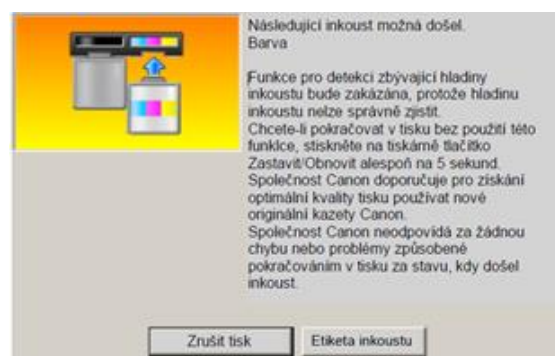 Následující inkoust možná došel.
Barva
Funkce pro detekci zbývající hladiny
inkoustu bude zakázána, protože hladinu
inkoustu nelze správně zjistit.
Chcete-li pokračovat v tisku bez použití této
funkce, stiskněte na tiskárně tlačítko
Zastavit/Obnovit alespoň na 5 sekund.
Společnost Canon doporučuje pro získání
optimální kvality tisku používat nové
originální kazety Canon.
Společnost Canon neodpovídá za žádnou
chybu nebo problémy způsobené
pokračováním v tisku za stavu, kdy došel
inkoust.
Zrušit tisk
Etiketa inkoustu